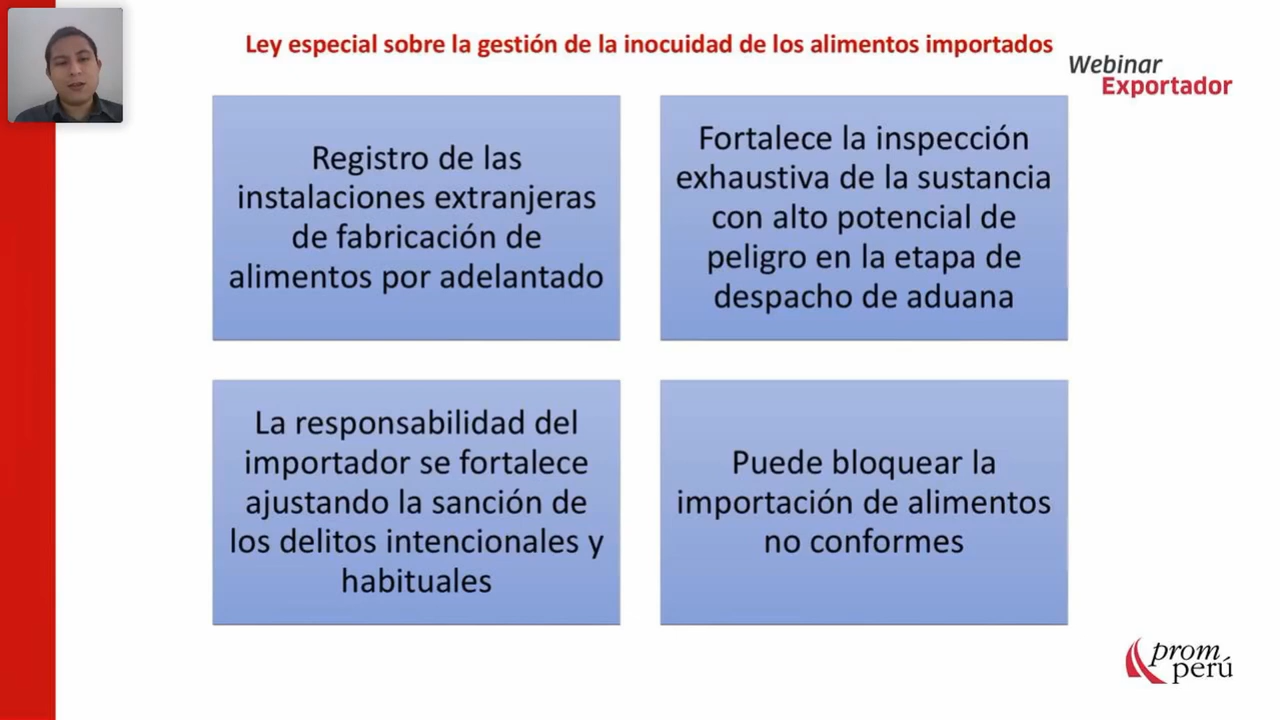 Ley especial sobre la gestión de la inocuidad de los alimentos importados
Webinar
Exportador
Registro de las
instalaciones extranjeras
de fabricación de
alimentos por adelantado
Fortalece la inspección
exhaustiva de la sustancia
con alto potencial de
peligro en la etapa de
despacho de aduana
La responsabilidad del
importador se fortalece
ajustando la sanción de
los delitos intencionales y
habituales
Puede bloquear la
importación de alimentos
no conformes
prom
perú